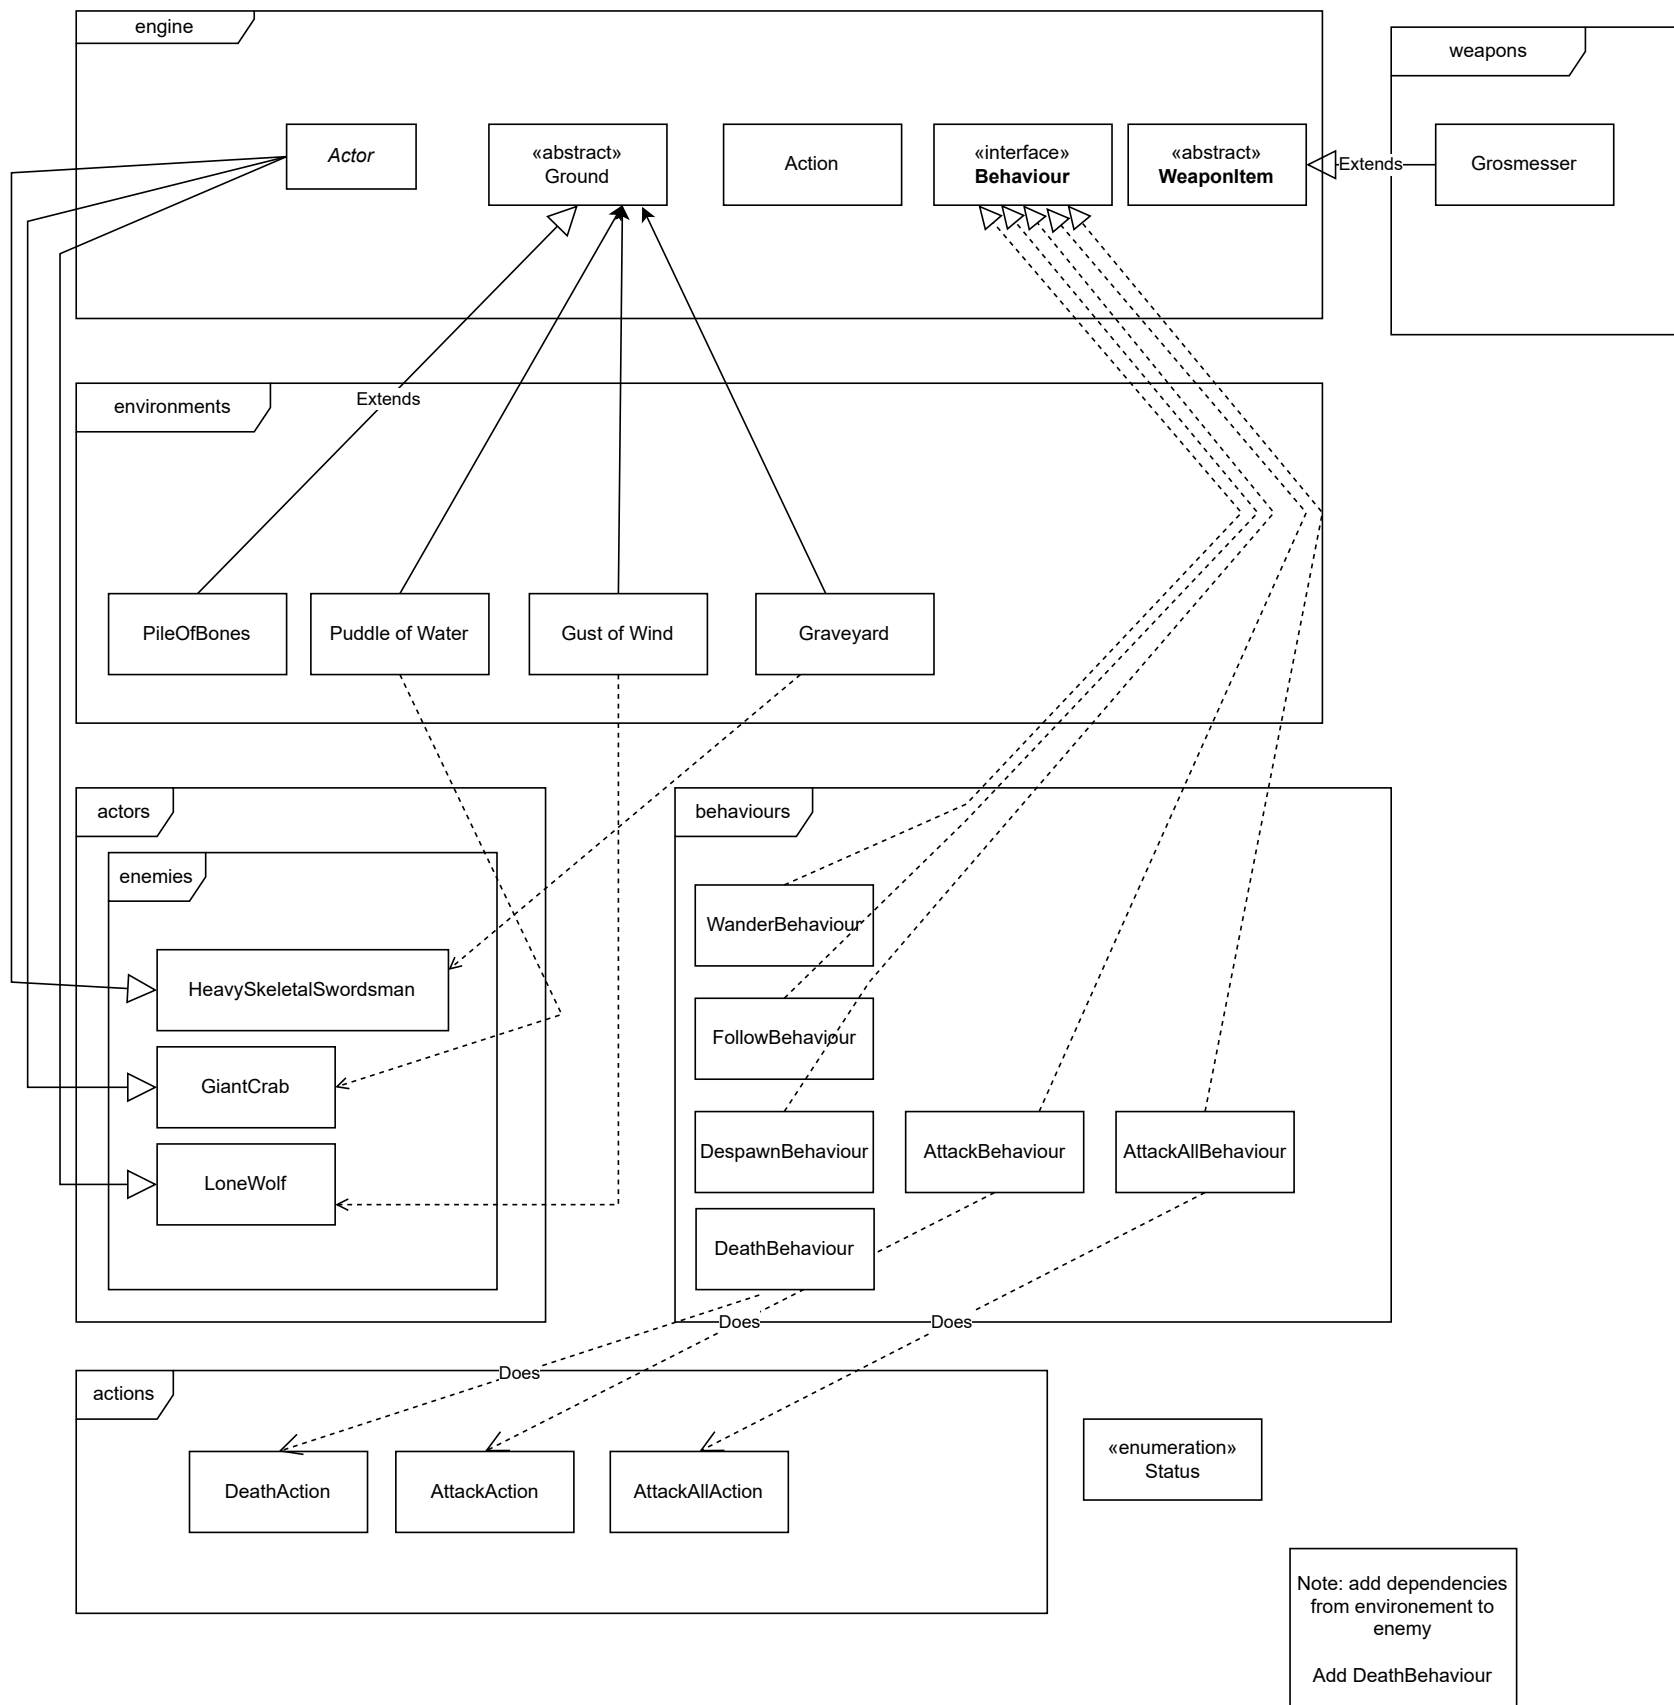 engine
weapons
Actor
«abstract»
Ground
Action
«interface»
Behaviour
«abstract»
WeaponItem
Extends
Grosmesser
environments
Extends
PileOfBones
Puddle of Water
Gust of Wind
Graveyard
actors
enemies
HeavySkeletalSwordsman
GiantCrab
LoneWolf
behaviours
WanderBehaviour
FollowBehaviour
DespawnBehaviour
AttackBehaviour
AttackAllBehaviour
DeathBehaviour
Does
Does
Does
actions
DeathAction
AttackAction
AttackAllAction
«enumeration»
Status
Note: add dependencies
from environement to
enemy
Add DeathBehaviour